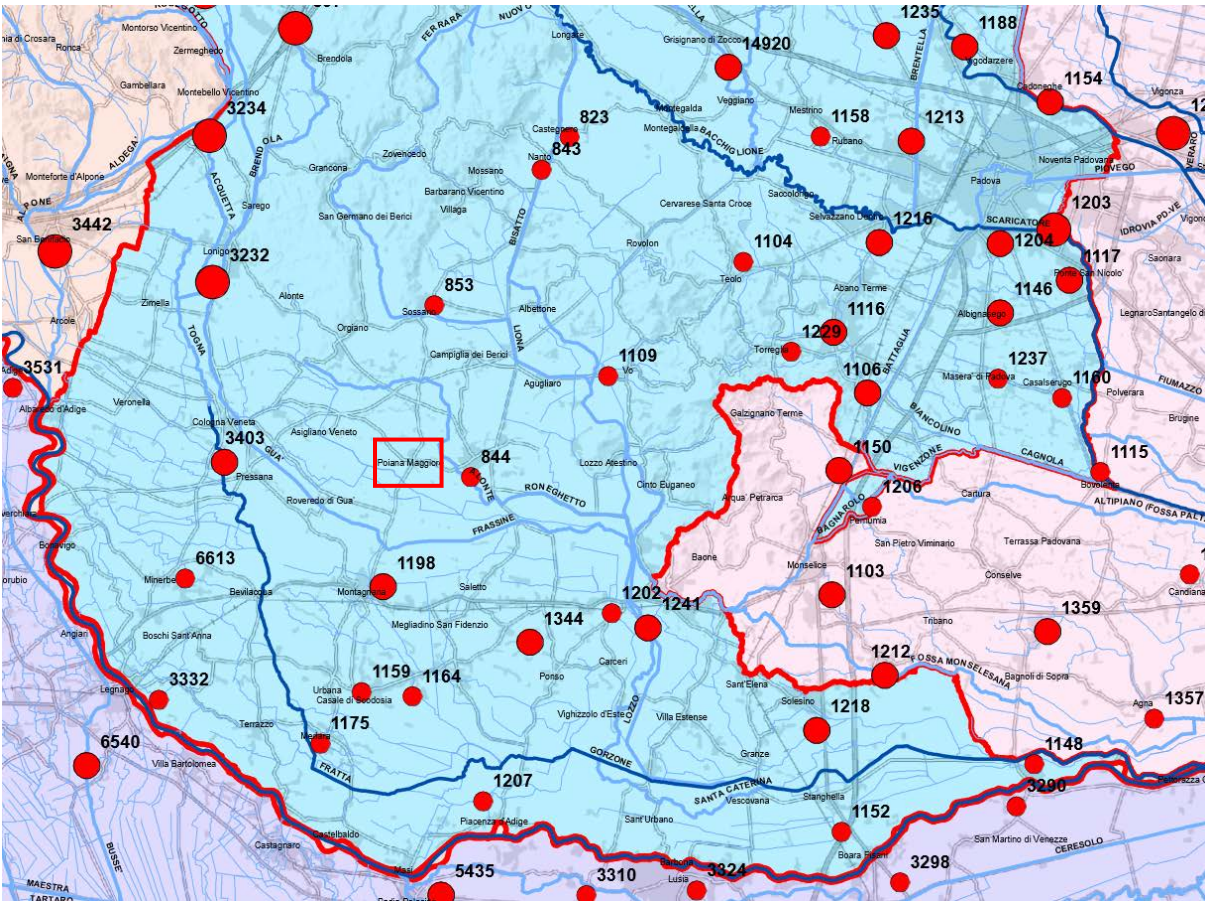 ROSEGOTTO
Montorso Vicentino
Zermeghedo
Ronca
Gambellara
Montebello Vicentino
3234
Brendola
FERRARA
NUOVO
Longare
Grisignano di Zocco
14920
1235
BRENTELLA
1188
Cadoneghe
1154
Vigonza
Veggiano
Mestrino
1158
Rubano
1213
Montegalda
Montegaldella
BACCHIGLIONE
823
Castegnero
843
Nanto
Zovencedo
Mossano
Grancona
ALDEGA'
Monteforte d'Alpone
ALPONE
ACQUETTA
BRENDOLA
Sarego
Barbarano Vicentino
Villaga
San Germano dei Berici
BISATTO
Cervarese Santa Croce
Saccolongo
Selvazzano Dentro
1216
Padova
Noventa Padovana
PIOVEGO
SCARICATORE
1203
IDROVIA PD-VE
3442
San Bonifacio
Lonigo
3232
Rovolon
1104
Teolo
1204
1117
Ponte San Nicolo'
Saonara
Abano Terme
1146
Albignasego
Zimella
Alonte
853
Sossano
Albettone
Arcole
TOGNA
Orgiano
LIONA
1116
1229
Torreglia
BATTAGLIA
Campiglia dei Berici
3531
Albaredo d'Adige
Agugliaro
1109
Vo
1106
1237
Masera' di Padova
Casalserugo
1160
Polverara
FIUMAZZO
Brugine
Veronella
Cologna Veneta
3403
Pressana
GUA'
Asigliano Veneto
Poiana Maggiore
844
Galzignano Terme
BIANCOLINO
1150
VIGENZONE
CAGNOLA
1115
Bovolenta
Lozzo Atestino
Cinto Euganeo
Roveredo di Gua'
RONEGHETTO
FRASSINE
Arqua' Petrarca
1206
Pernumia
BAGNAROLO
Cartura
ALTIPIANO (FOSSA PALT
San Pietro Viminario
Terrassa Padovana
Bonavigo
6613
Minerbe
Bevilacqua
1198
Montagnana
Saletto
Baone
Monselice
1103
Conselve
Candiana
Angiari
Boschi Sant'Anna
Megliadino San Fidenzio
1344
1202
1241
Tribano
1359
Carceri
Ponso
1212
FOSSA MONSELESANA
Bagnoli di Sopra
Legnago
3332
Urbana
1159
Casale di Scodosia
1164
Sant'Elena
Solesino
1218
Agna
1357
Terrazzo
1175
Merlara
Vighizzolo d'Este
LOZZO
Villa Estense
6540
Villa Bartolomea
FRATTA
GORZONE
Granze
1148
SANTA CATERINA
Vescovana
Stanghella
3290
1207
Piacenza d'Adige
Sant'Urbano
1152
Boara Pisani
San Martino di Venezze
CERESOLO
Castelbaldo
Castagnaro
BUSSE'
Masi
5435
Barbona
3324
Lusia
3310
3298
MAESTRA
TARTARO